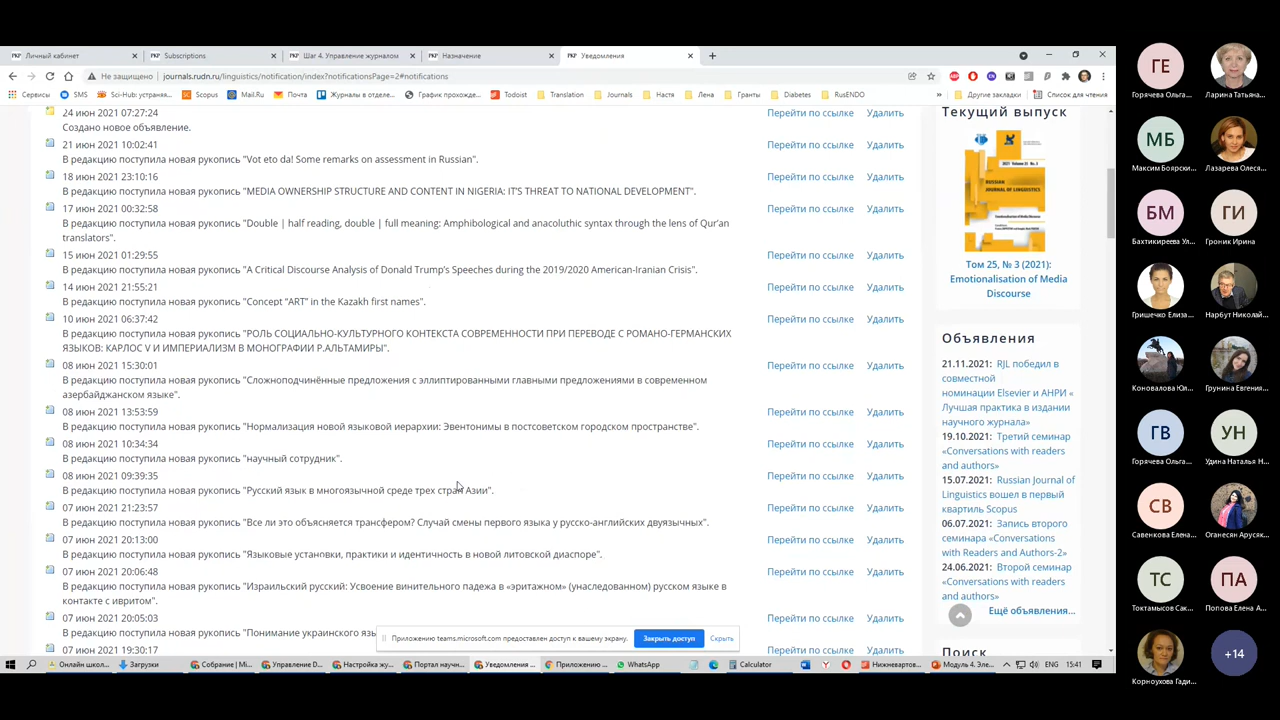 Личный кабинет
Subscriptions
Шаг 4. Управление журналом
Назначение
Уведомления
Не защищено
journals.rudn.ru/linguistics/notification/index?notificationsPage=2#notifications
Сервисы
SMS
Sci-Hub: устраняя...
Scopus
Mail.Ru
Почта
Журналы в отделе...
График прохожде...
Todoist
Translation
Journals
Настя
Лена
Гранты
Diabetes
RusENDO
»
Другие закладки
Список для чтения
24 июн 2021 07:27:24
Перейти по ссылке
Удалить
Создано новое объявление.
21 июн 2021 10:02:41
Перейти по ссылке
Удалить
В редакцию поступила новая рукопись "Vot eto da! Some remarks on assessment in Russian".
18 июн 2021 23:10:16
Перейти по ссылке
Удалить
В редакцию поступила новая рукопись "MEDIA OWNERSHIP STRUCTURE AND CONTENT IN NIGERIA: IT'S THREAT TO NATIONAL DEVELOPMENT".
17 июн 2021 00:32:58
Перейти по ссылке
Удалить
В редакцию поступила новая рукопись "Double | hard reading, double | full meaning: Amphibological and anacoluthic syntax through the lens of Qur'an
translators".
15 июн 2021 01:29:55
Перейти по ссылке
Удалить
В редакцию поступила новая рукопись "A Critical Discourse Analysis of Donald Trump's Speeches during the 2019/2020 American-Iranian Crisis".
14 июн 2021 21:55:21
Перейти по ссылке
Удалить
В редакцию поступила новая рукопись "Concept "ART" in the Kazakh first names".
10 июн 2021 06:37:42
Перейти по ссылке
Удалить
В редакцию поступила новая рукопись "РОЛЬ СОЦИАЛЬНО-КУЛЬТУРНОГО КОНТЕКСТА СОВРЕМЕННОСТИ ПРИ ПЕРЕВОДЕ С РОМАНО-ГЕРМАНСКИХ
ЯЗЫКОВ: КАРЛОС V И ИМПЕРИАЛИЗМ В МОНОГРАФИИ Р.АЛЬТАМИРЫ".
08 июн 2021 15:30:01
Перейти по ссылке
Удалить
В редакцию поступила новая рукопись "Сложноподчинённые предложения с эллиптированными главными предложениями в современном
азербайджанском языке".
08 июн 2021 13:53:59
Перейти по ссылке
Удалить
В редакцию поступила новая рукопись "Нормализация новой языковой иерархии: Эвентонимы в постсоветском городском пространстве".
08 июн 2021 10:34:34
Перейти по ссылке
Удалить
В редакцию поступила новая рукопись "научный сотрудник".
08 июн 2021 09:39:35
Перейти по ссылке
Удалить
В редакцию поступила новая рукопись "Русский язык в многоязычной среде трех стран Азии".
07 июн 2021 21:23:57
Перейти по ссылке
Удалить
В редакцию поступила новая рукопись "Все ли это объясняется трансфером? Случай смены первого языка у русско-английских двуязычных".
07 июн 2021 20:13:00
Перейти по ссылке
Удалить
В редакцию поступила новая рукопись "Языковые установки, практики и идентичность в новой литовской диаспоре".
07 июн 2021 20:06:48
Перейти по ссылке
Удалить
В редакцию поступила новая рукопись "Израильский русский: Усвоение винительного падежа в «эритажном» (унаследованном) русском языке в
контакте с ивритом".
07 июн 2021 20:05:03
Перейти по ссылке
Удалить
В редакцию поступила новая рукопись "Понимание украинского язы
07 июн 2021 19:30:17
Перейти по ссылке
Удалить
Приложению teams.microsoft.com предоставлен доступ к вашему экрану.
Закрыть доступ
Скрыть
Текущий выпуск
RUSSIAN
JOURNAL OF LINGUISTICS
Том 25, № 3 (2021):
Emotionalisation of Media
Discourse
Объявления
21.11.2021: RJL победил в
совместной
номинации Elsevier и АНРИ «
Лучшая практика в издании
научного журнала»
19.10.2021: Третий семинар
«Conversations with readers
and authors»
15.07.2021: Russian Journal of
Linguistics вошел в первый
квартиль Scopus
06.07.2021: Запись второго
семинара «Conversations
with Readers and Authors-2»
24.06.2021: Второй семинар
«Conversations with readers
and authors»
Ещё объявления...
Поиск
Онлайн школ...
Загрузки
Собрание | Mi...
Управление D...
Настройка жу...
Портал научн...
Уведомления ...
Приложению ...
WhatsApp
Calculator
Нижневартов...
Модуль 4. Эле...
ENG
15:41
ГЕ
Горячева Ольга...
Ларина Татьяна...
МБ
Максим Боярски...
Лазарева Олеся...
БМ
Бахтикиреева Ул...
ГИ
Гроник Ирина
Гришечко Елиза...
Нарбут Николай...
Коновалова Юл...
Грунина Евгения...
ГВ
Горячева Ольга...
УН
Удина Наталья Н...
СВ
Савенкова Елена...
Оганесян Арусяк...
ТС
Токтамысов Сак...
ПА
Попова Елена А...
Корноухова Гади...
+14